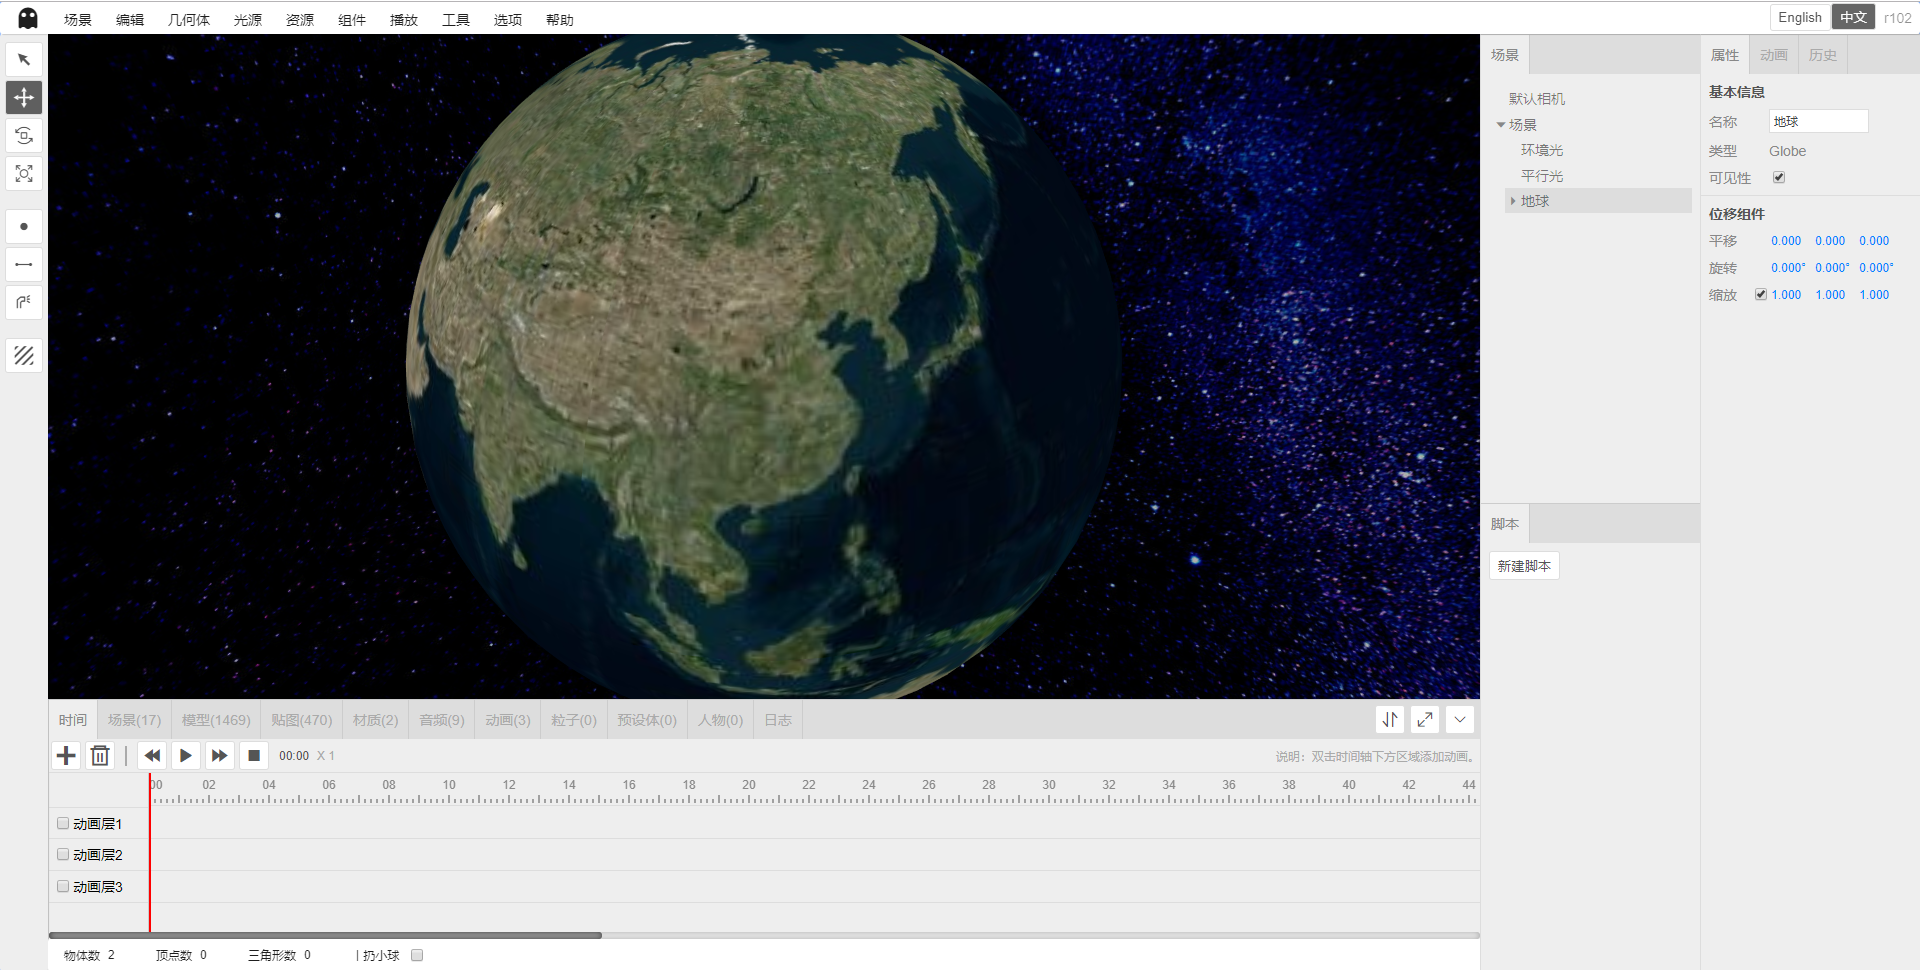 场景 编辑 几何体 光源 资源 组件 播放 工具 选项 帮助 English 中文 r102
场景
默认相机
场景
环境光
平行光
地球
脚本
新建脚本
属性 动画 历史
基本信息
名称 地球
类型 Globe
可见性
位移组件
平移 0.000 0.000 0.000
旋转 0.000° 0.000° 0.000°
缩放 1.000 1.000 1.000
时间 场景(17) 模型(1469) 贴图(470) 材质(2) 音频(9) 动画(3) 粒子(0) 预设体(0) 人物(0) 日志
00:00 X 1 说明：双击时间轴下方区域添加动画。
00 02 04 06 08 10 12 14 16 18 20 22 24 26 28 30 32 34 36 38 40 42 44
动画层1
动画层2
动画层3
物体数 2 顶点数 0 三角形数 0 | 扔小球